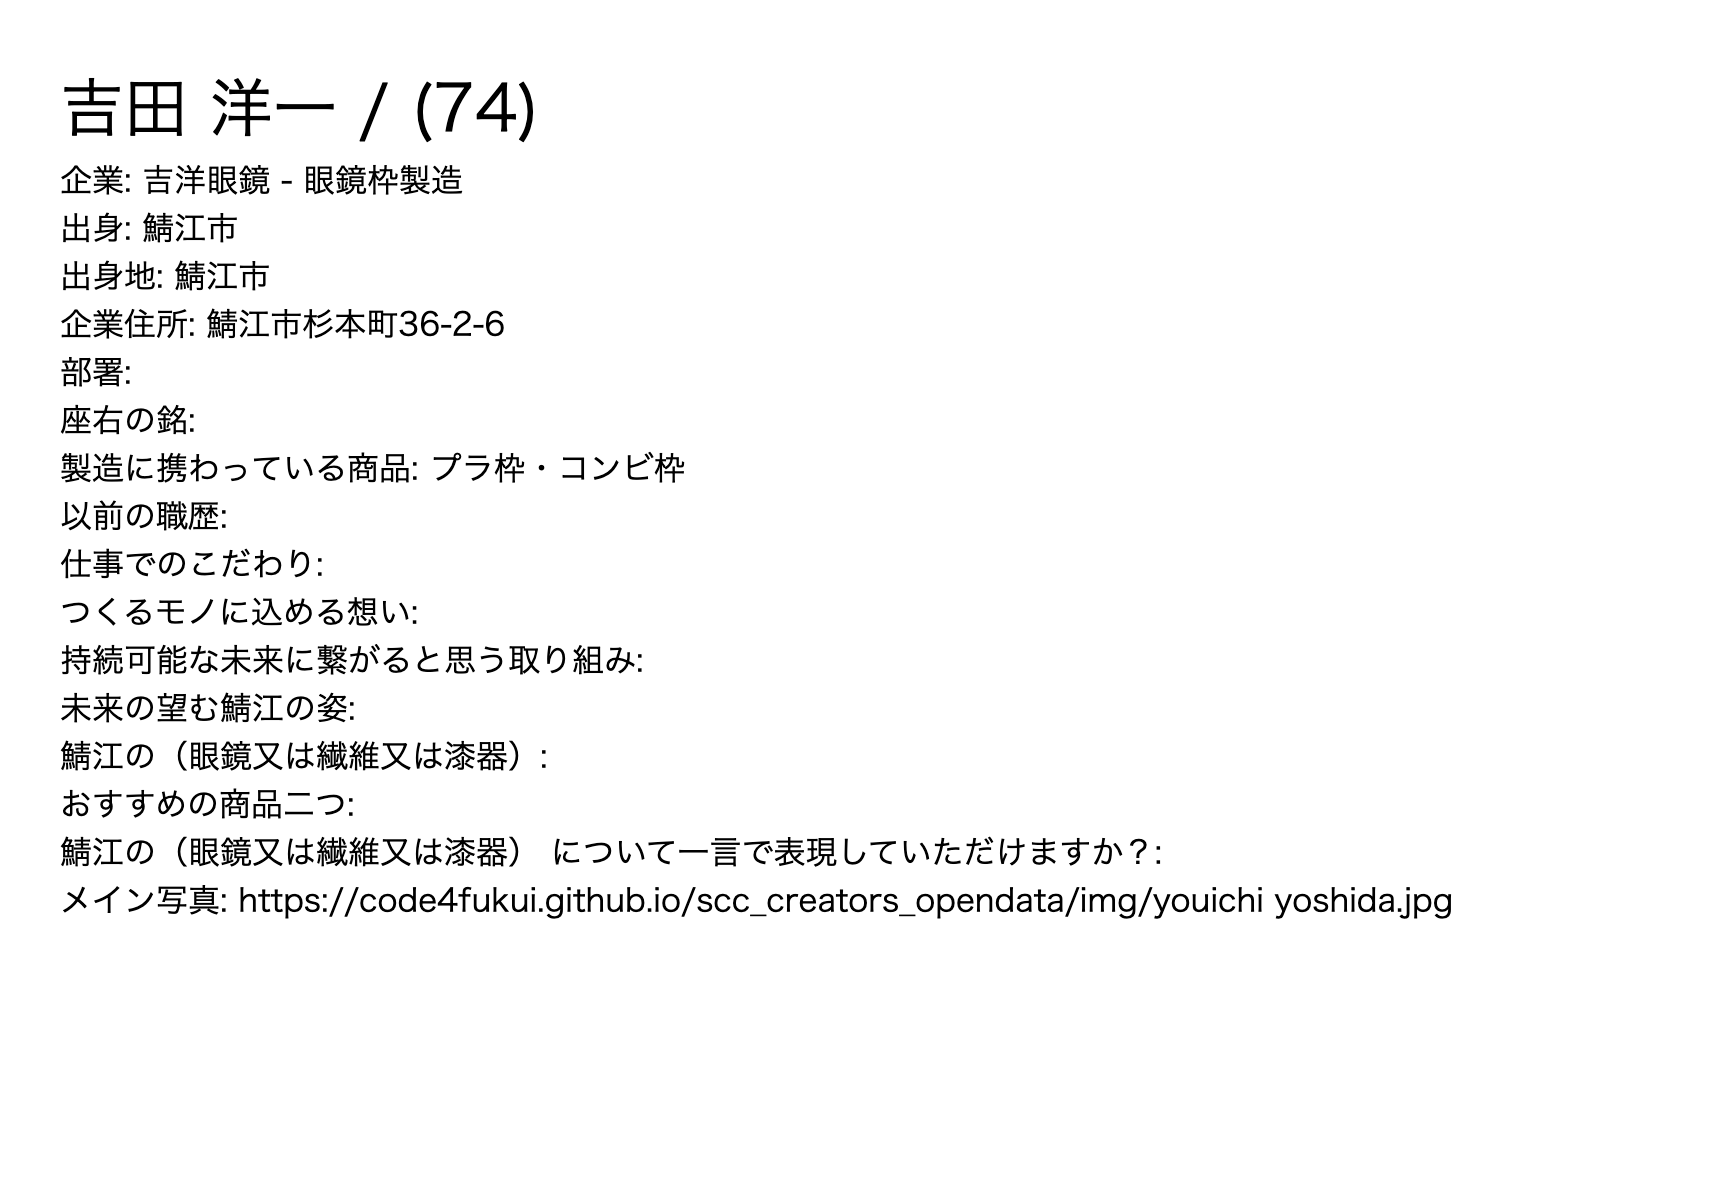 吉田 洋一 / (74)
企業: 吉洋眼鏡 - 眼鏡枠製造
出身: 鯖江市
出身地: 鯖江市
企業住所: 鯖江市杉本町36-2-6
部署:
座右の銘:
製造に携わっている商品: プラ枠・コンビ枠
以前の職歴:
仕事でのこだわり:
つくるモノに込める想い:
持続可能な未来に繋がると思う取り組み:
未来の望む鯖江の姿:
鯖江の（眼鏡又は繊維又は漆器）:
おすすめの商品二つ:
鯖江の（眼鏡又は繊維又は漆器） について一言で表現していただけますか？:
メイン写真: https://code4fukui.github.io/scc_creators_opendata/img/youichi yoshida.jpg